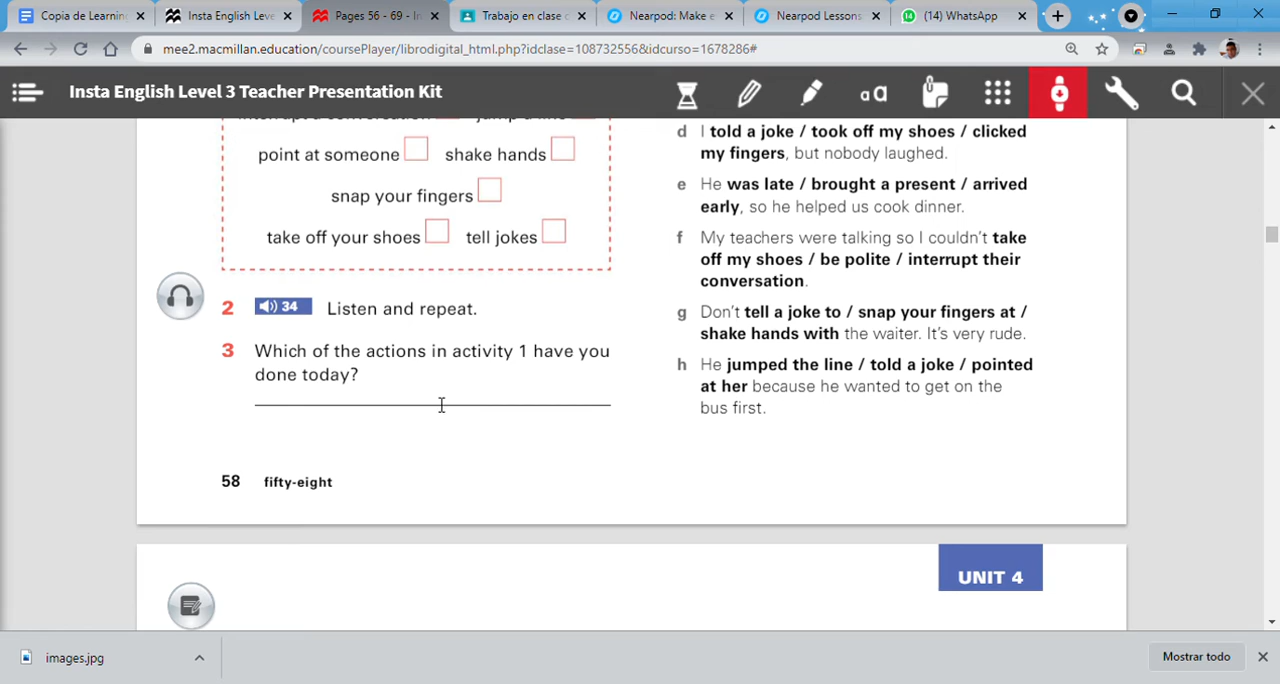 Copia de Learnin
Insta English Leve
Pages 56 - 69 - In
Trabajo en clase d
Nearpod: Make e
Nearpod Lessons
(14) WhatsApp
mee2.macmillan.education/coursePlayer/librodigital_html.php?idclase=108732556&idcurso=1678286#
Insta English Level 3 Teacher Presentation Kit
a a
interrupt a conversation jump a line
point at someone shake hands
snap your fingers
take off your shoes tell jokes
2 34 Listen and repeat.
3 Which of the actions in activity 1 have you
done today?
58 fifty-eight
d I told a joke / took off my shoes / clicked
my fingers, but nobody laughed.
e He was late / brought a present / arrived
early, so he helped us cook dinner.
f My teachers were talking so I couldn't take
off my shoes / be polite / interrupt their
conversation.
g Don't tell a joke to / snap your fingers at /
shake hands with the waiter. It's very rude.
h He jumped the line / told a joke / pointed
at her because he wanted to get on the
bus first.
UNIT 4
images.jpg
Mostrar todo